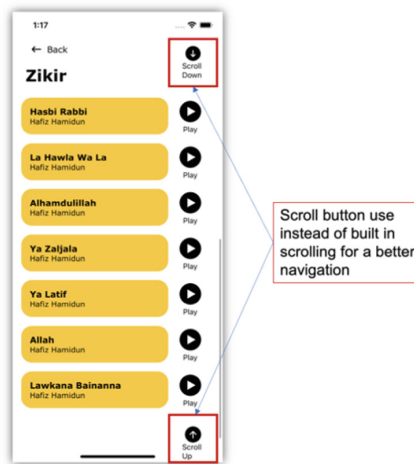 1:17
← Back
Scroll
Down
Zikir
Hasbi Rabbi
Hafiz Hamidun
Play
La Hawla Wa La
Hafiz Hamidun
Play
Alhamdulillah
Hafiz Hamidun
Play
Ya Zaljala
Hafiz Hamidun
Play
Ya Latif
Hafiz Hamidun
Play
Allah
Hafiz Hamidun
Play
Lawkana Bainanna
Hafiz Hamidun
Play
Scroll
Up
Scroll button use
instead of built in
scrolling for a better
navigation